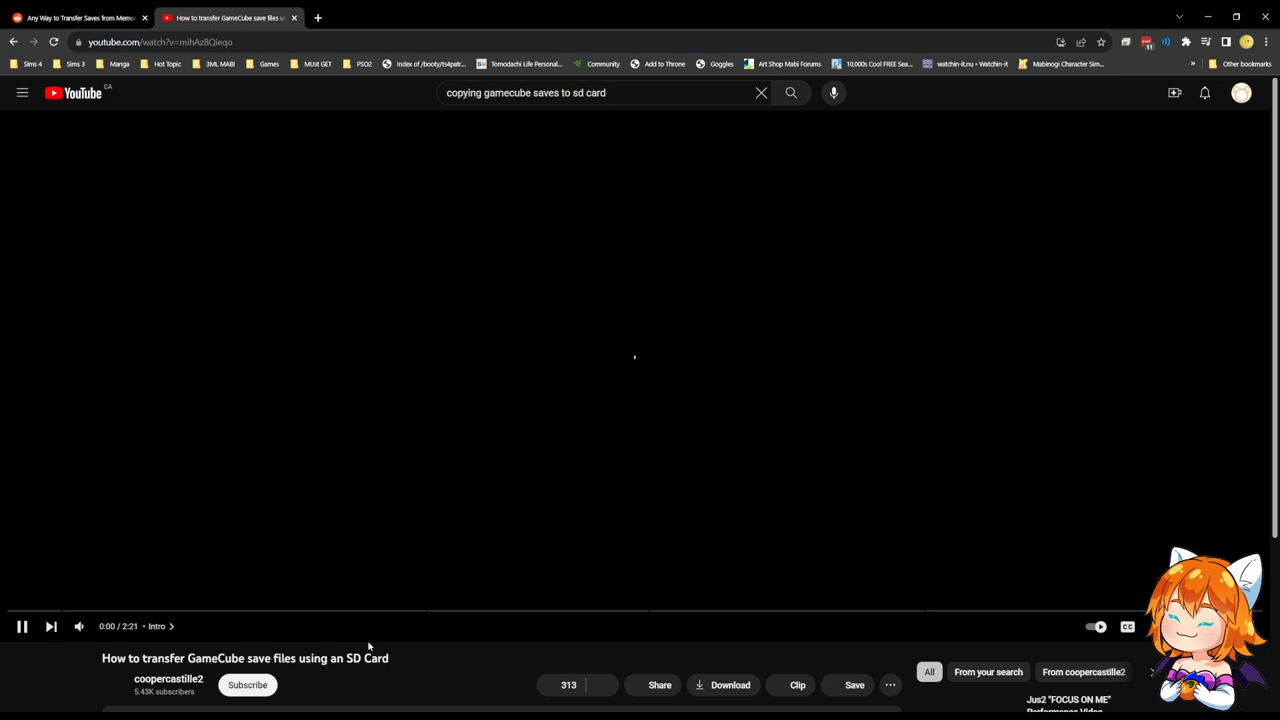 Any Way to Transfer Saves from Memo
How to transfer GameCube save files u
youtube.com/watch?v=mihAzBQieqo
11
Sims 4
Sims 3
Manga
Hot Topic
3ML MABI
Games
MUst GET
PSO2
Index of /booty/ts4patr...
Tomodachi Life Personal...
Community
Add to Throne
Goggles
Art Shop Mabi Forums
10,000s Cool FREE Sea...
watchin-it.nu • Watchin-it
Mabinogi Character Sim...
»
Other bookmarks
YouTube CA
copying gamecube saves to sd card
0:00 / 2:21 • Intro
CC
How to transfer GameCube save files using an SD Card
coopercastille2
5.43K subscribers
Subscribe
313
Share
Download
Clip
Save
All
From your search
From coopercastille2
Jus2 "FOCUS ON ME"
Performance Video